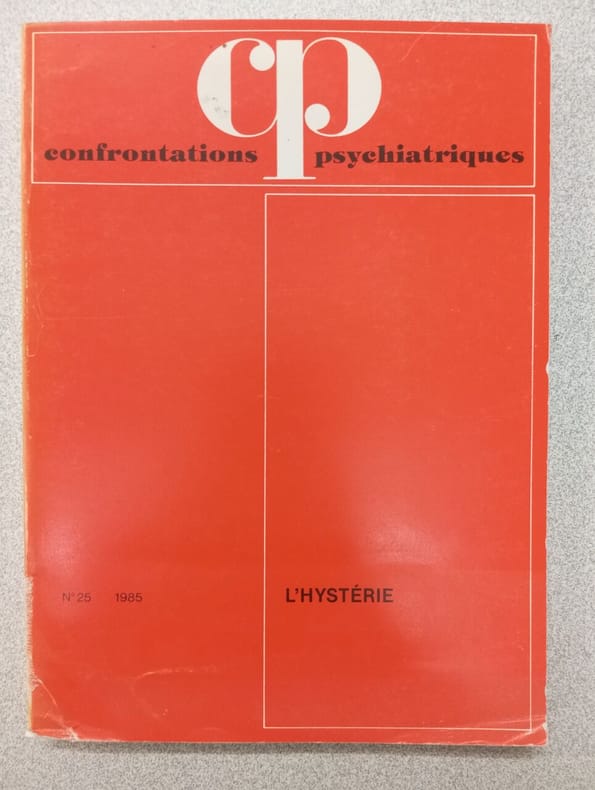 cp
confrontations psychiatriques
N° 25 1985
L'HYSTÉRIE